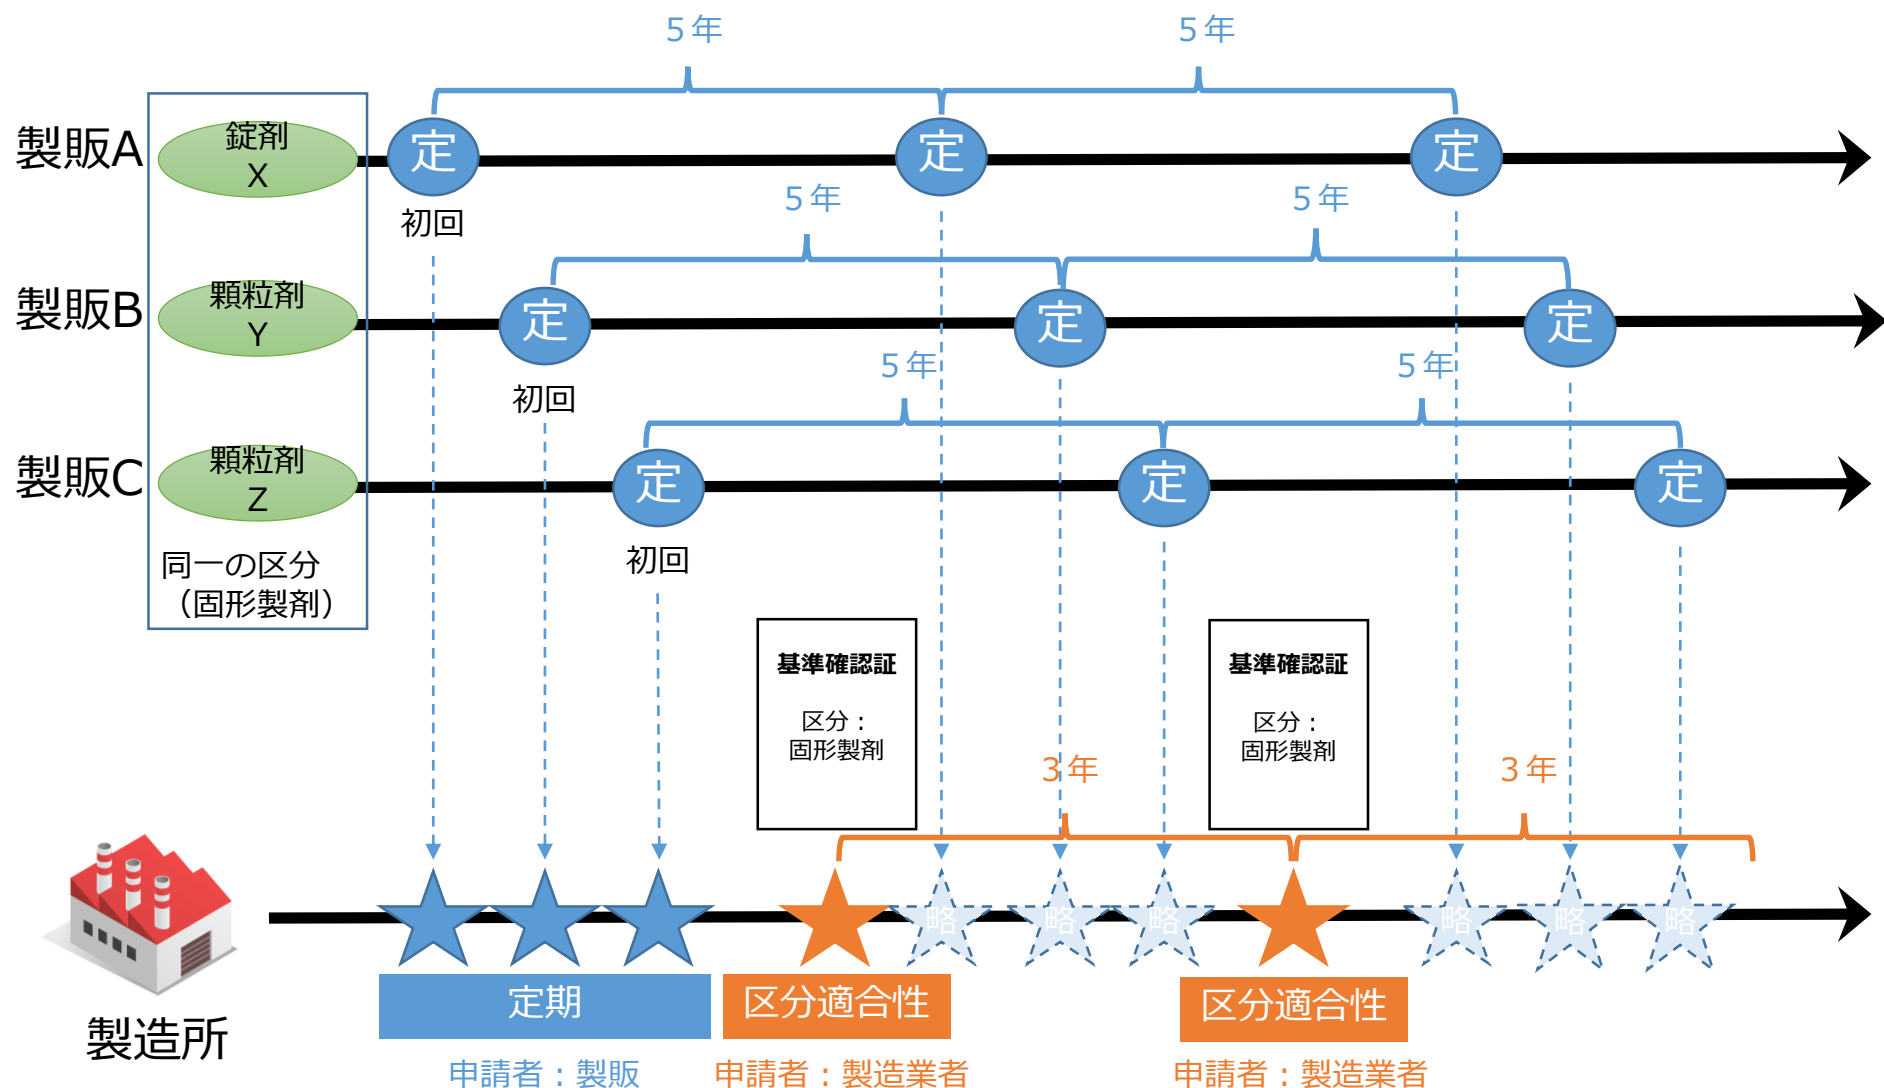 ５年
５年
製販A
錠剤
X
定
定
定
初回
５年
５年
製販B
顆粒剤
Y
定
定
定
初回
５年
５年
製販C
顆粒剤
Z
定
定
定
初回
同一の区分
（固形製剤）
基準確認証
区分：
固形製剤
基準確認証
区分：
固形製剤
３年
３年
略
略
略
略
略
略
製造所
定期
区分適合性
区分適合性
申請者：製販
申請者：製造業者
申請者：製造業者